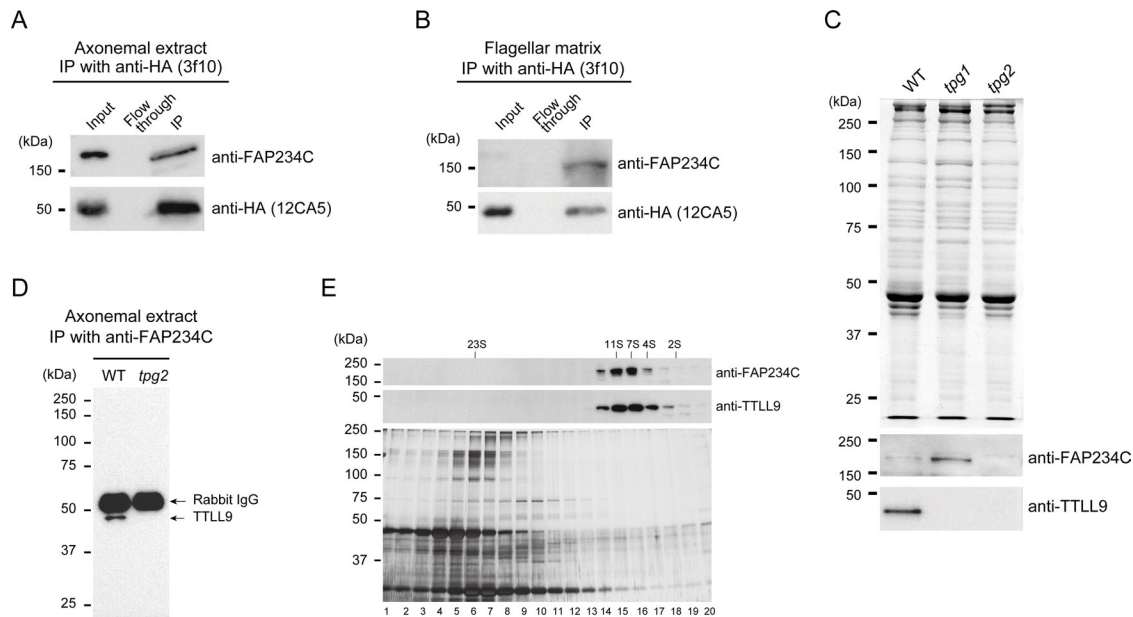 A
Axonemal extract
IP with anti-HA (3f10)
Input
Flow through
IP
(kDa)
150
anti-FAP234C
50
anti-HA (12CA5)
B
Flagellar matrix
IP with anti-HA (3f10)
Input
Flow through
IP
(kDa)
150
anti-FAP234C
50
anti-HA (12CA5)
C
WT
tpg1
tpg2
(kDa)
250
150
100
75
50
37
25
250
150
anti-FAP234C
50
anti-TTLL9
D
Axonemal extract
IP with anti-FAP234C
WT tpg2
(kDa)
250
150
100
75
50
37
25
Rabbit IgG
TTLL9
E
(kDa)
23S 11S 7S 4S 2S
250
150
anti-FAP234C
50
anti-TTLL9
250
150
100
75
50
37
25
1 2 3 4 5 6 7 8 9 10 11 12 13 14 15 16 17 18 19 20